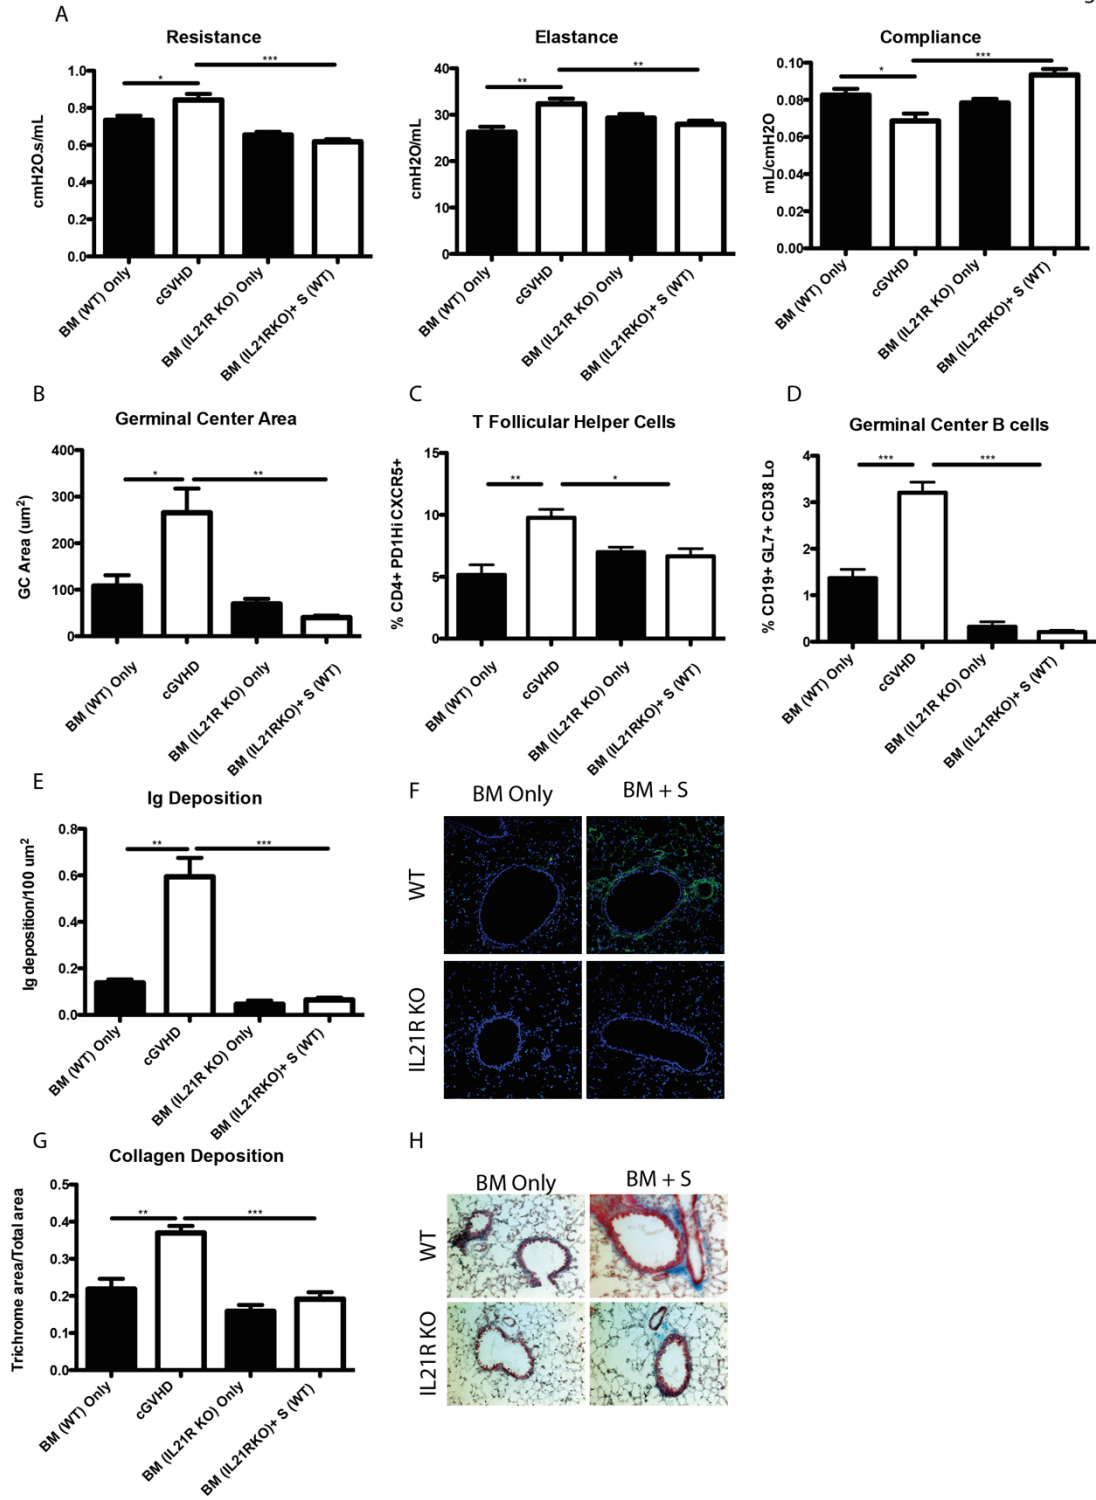 A
Resistance
Elastance
Compliance
cmH2O.s/mL
1.0
0.8
0.6
0.4
0.2
0.0
*
***
BM (WT) Only
cGVHD
BM (IL21R KO) Only
BM (IL21RKO)+ S (WT)
cmH2O/mL
40
30
20
10
0
**
**
BM (WT) Only
cGVHD
BM (IL21R KO) Only
BM (IL21RKO)+ S (WT)
mL/cmH2O
0.10
0.08
0.06
0.04
0.02
0.00
*
***
BM (WT) Only
cGVHD
BM (IL21R KO) Only
BM (IL21RKO)+ S (WT)
B
Germinal Center Area
GC Area (um2)
400
300
200
100
0
*
**
BM (WT) Only
cGVHD
BM (IL21R KO) Only
BM (IL21RKO)+ S (WT)
C
T Follicular Helper Cells
% CD4+ PD1Hi CXCR5+
15
10
5
0
**
*
BM (WT) Only
cGVHD
BM (IL21R KO) Only
BM (IL21RKO)+ S (WT)
D
Germinal Center B cells
% CD19+ GL7+ CD38 Lo
4
3
2
1
0
***
***
BM (WT) Only
cGVHD
BM (IL21R KO) Only
BM (IL21RKO)+ S (WT)
E
Ig Deposition
Ig deposition/100 um2
0.8
0.6
0.4
0.2
0.0
**
***
BM (WT) Only
cGVHD
BM (IL21R KO) Only
BM (IL21RKO)+ S (WT)
F
BM Only
BM + S
WT
IL21R KO
G
Collagen Deposition
Trichrome area/Total area
0.5
0.4
0.3
0.2
0.1
0.0
**
***
BM (WT) Only
cGVHD
BM (IL21R KO) Only
BM (IL21RKO)+ S (WT)
H
BM Only
BM + S
WT
IL21R KO